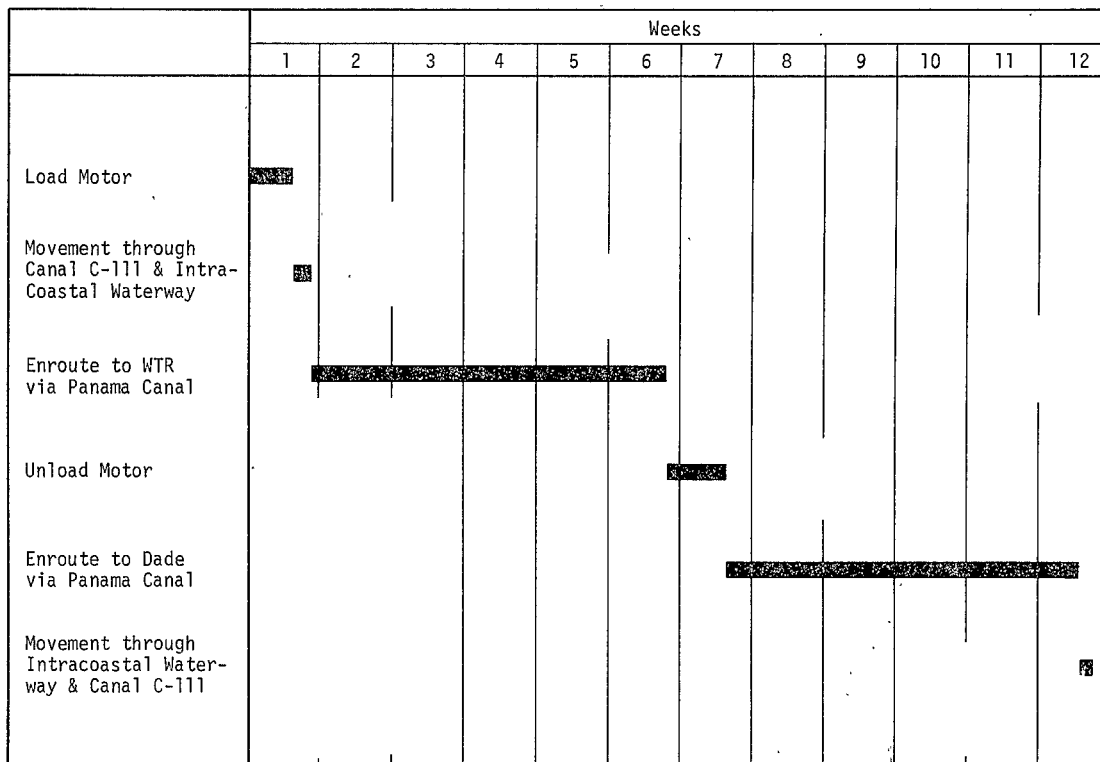 Weeks
1 2 3 4 5 6 7 8 9 10 11 12
Load Motor
Movement through
Canal C-111 & Intra-
Coastal Waterway
Enroute to WTR
via Panama Canal
Unload Motor
Enroute to Dade
via Panama Canal
Movement through
Intracoastal Water-
way & Canal C-111